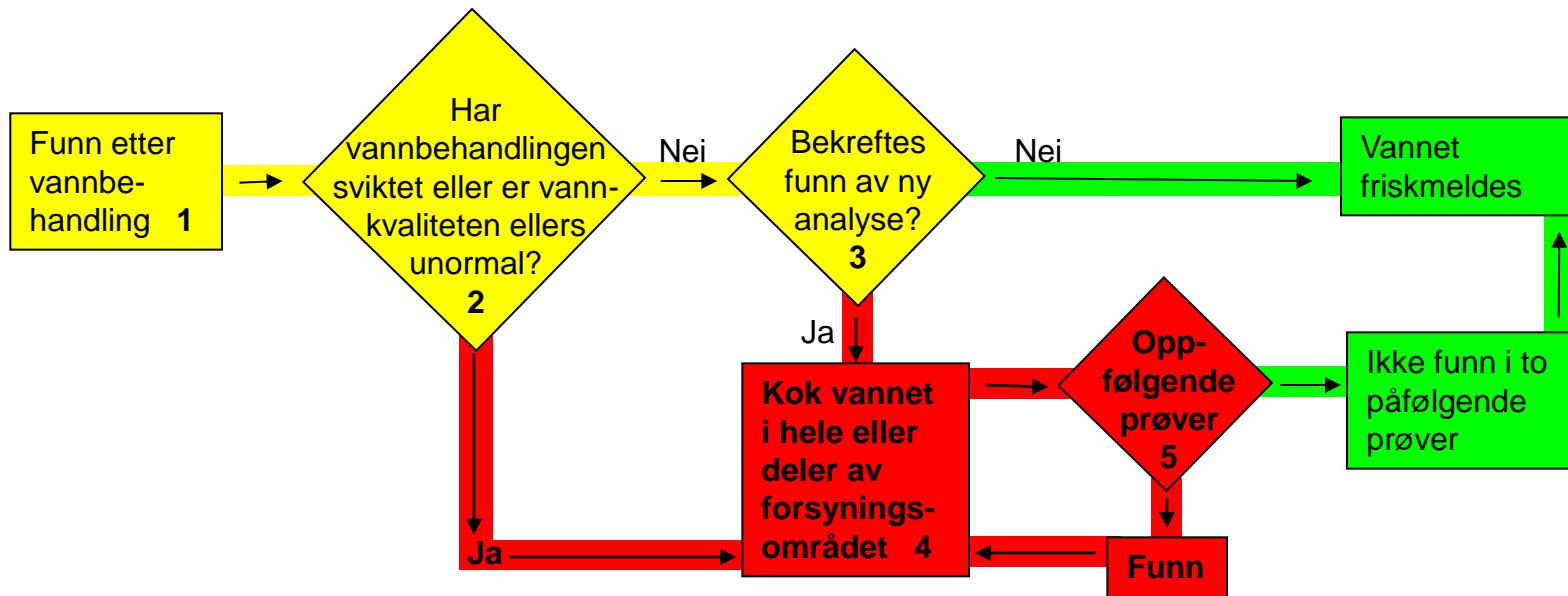 Funn etter
vannbe-
handling 1
Har
vannbehandlingen
sviktet eller er vann-
kvaliteten ellers
unormal?
2
Nei
Bekreftes
funn av ny
analyse?
3
Nei
Vannet
friskmeldes
Ja
Kok vannet
i hele eller
deler av
forsynings-
området 4
Opp-
følgende
prøver
5
Ikke funn i to
påfølgende
prøver
Ja
Funn